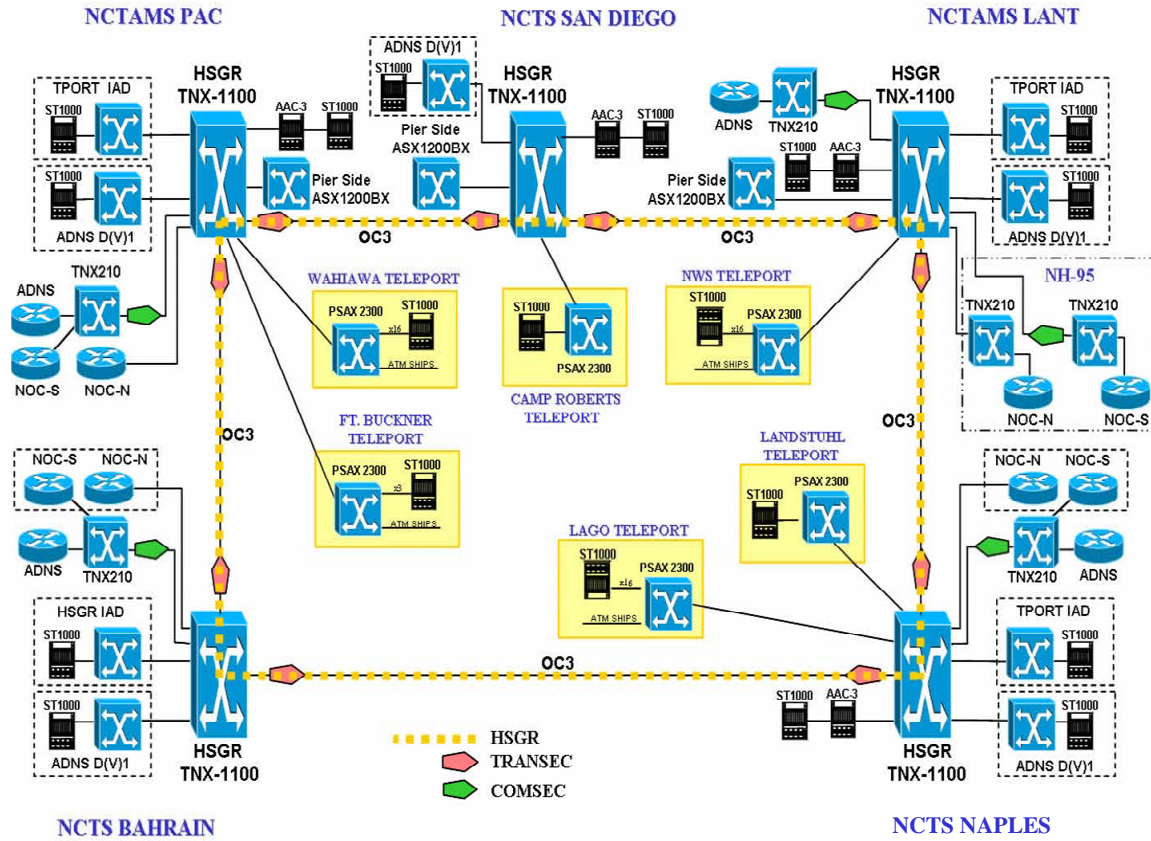 NCTAMS PAC
NCTS SAN DIEGO
NCTAMS LANT
TPORT IAD
ST1000
HSGR
TNX-1100
AAC-3
ST1000
ST1000
ADNS D(V)1
Pier Side
ASX1200BX
ADNS D(V)1
ST1000
HSGR
TNX-1100
AAC-3
ST1000
Pier Side
ASX1200BX
ADNS
TNX210
HSGR
TNX-1100
ST1000
AAC-3
Pier Side
ASX1200BX
TPORT IAD
ST1000
ST1000
ADNS D(V)1
OC3
OC3
TNX210
ADNS
NOC-S
NOC-N
WAHIAWA TELEPORT
PSAX 2300
ST1000
x16
ATM SHIPS
CAMP ROBERTS
TELEPORT
ST1000
PSAX 2300
NWS TELEPORT
ST1000
PSAX 2300
x16
ATM SHIPS
NH-95
TNX210
TNX210
NOC-N
NOC-S
OC3
OC3
FT. BUCKNER
TELEPORT
PSAX 2300
ST1000
x3
ATM SHIPS
LANDSTUHL
TELEPORT
PSAX 2300
ST1000
LAGO TELEPORT
ST1000
PSAX 2300
x16
ATM SHIPS
NOC-S
NOC-N
ADNS
TNX210
HSGR IAD
ST1000
ST1000
ADNS D(V)1
HSGR
TNX-1100
NOC-N
NOC-S
TNX210
ADNS
TPORT IAD
ST1000
ST1000
ADNS D(V)1
OC3
ST1000
AAC-3
HSGR
TNX-1100
HSGR
TRANSEC
COMSEC
NCTS BAHRAIN
NCTS NAPLES